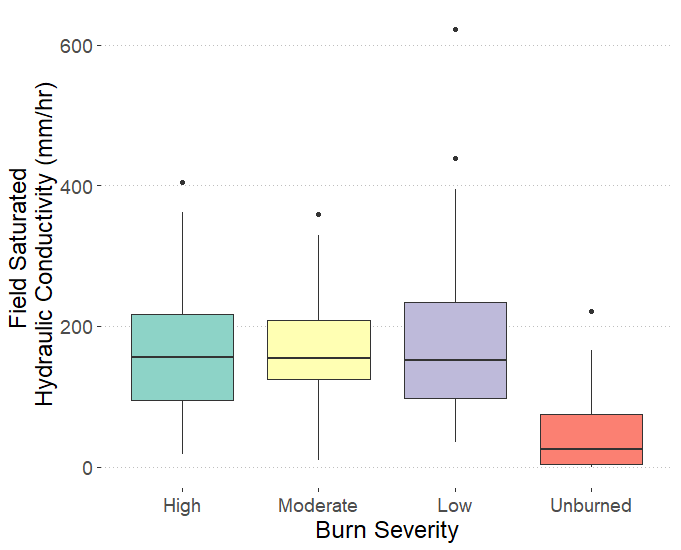 Field Saturated
Hydraulic Conductivity (mm/hr)
600
400
200
0
High Moderate Low Unburned
Burn Severity